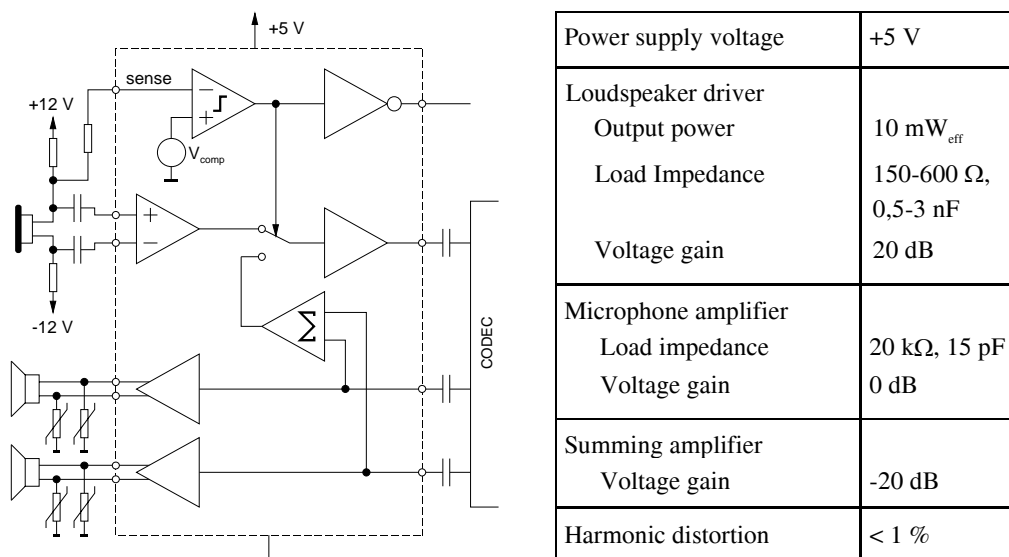 +5 V
sense
+12 V
− +
V_comp
+ −
-12 V
Σ
CODEC
Power supply voltage +5 V
Loudspeaker driver
Output power 10 mW_eff
Load Impedance 150-600 Ω,
0,5-3 nF
Voltage gain 20 dB
Microphone amplifier
Load impedance 20 kΩ, 15 pF
Voltage gain 0 dB
Summing amplifier
Voltage gain -20 dB
Harmonic distortion < 1 %